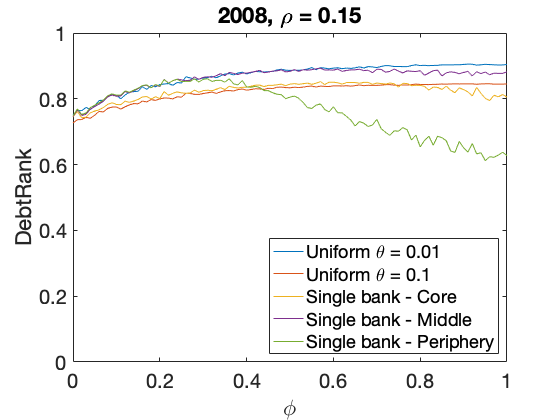 2008, ρ = 0.15
DebtRank
1
0.8
0.6
0.4
0.2
0
0 0.2 0.4 0.6 0.8 1
ϕ
Uniform θ = 0.01
Uniform θ = 0.1
Single bank - Core
Single bank - Middle
Single bank - Periphery